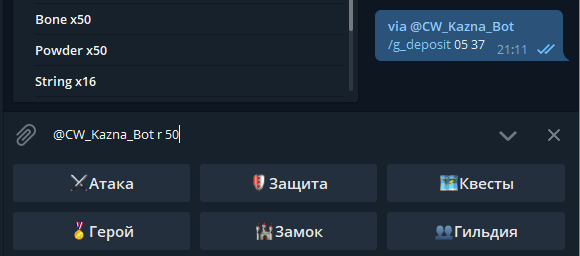 Bone x50
Powder x50
String x16
via @CW_Kazna_Bot
/g_deposit 05 37
21:11
@CW_Kazna_Bot r 50
Атака
Защита
Квесты
Герой
Замок
Гильдия